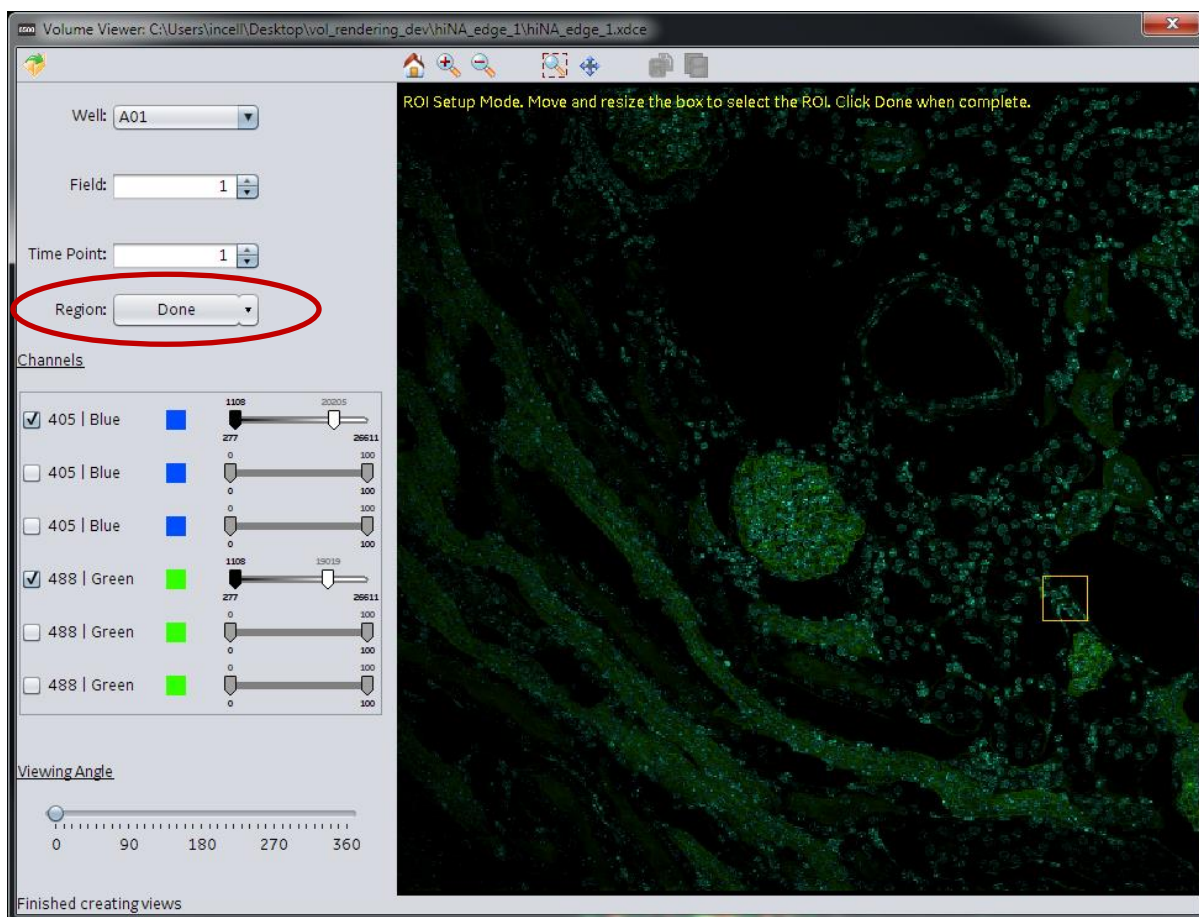 Volume Viewer: C:\Users\incell\Desktop\vol_rendering_dev\hiNA_edge_1\hiNA_edge_1.xdce
ROI Setup Mode. Move and resize the box to select the ROI. Click Done when complete.
Well: A01
Field: 1
Time Point: 1
Region: Done
Channels
1108 20205
405 | Blue
277 26611
0 100
405 | Blue
0 100
0 100
405 | Blue
0 100
1108 19019
488 | Green
277 26611
0 100
488 | Green
0 100
0 100
488 | Green
0 100
Viewing Angle
0 90 180 270 360
Finished creating views